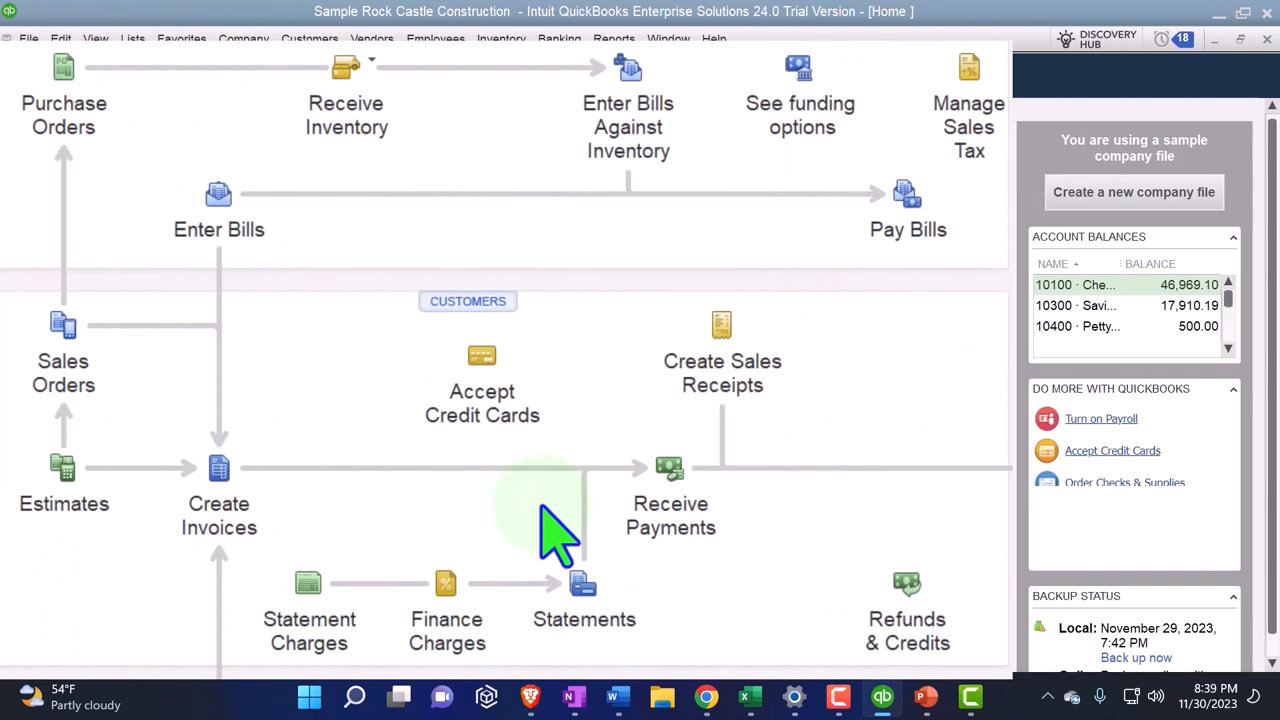 Sample Rock Castle Construction - Intuit QuickBooks Enterprise Solutions 24.0 Trial Version - [Home ]
File Edit View Lists Favorites Company Customers Vendors Employees Inventory Banking Reports Window Help
DISCOVERY
HUB
18
Purchase
Orders
Receive
Inventory
Enter Bills
Against
Inventory
See funding
options
Manage
Sales
Tax
Enter Bills
Pay Bills
CUSTOMERS
Sales
Orders
Accept
Credit Cards
Create Sales
Receipts
Estimates
Create
Invoices
Receive
Payments
Statement
Charges
Finance
Charges
Statements
Refunds
& Credits
You are using a sample
company file
Create a new company file
ACCOUNT BALANCES
NAME BALANCE
10100 · Che... 46,969.10
10300 · Savi... 17,910.19
10400 · Petty... 500.00
DO MORE WITH QUICKBOOKS
Turn on Payroll
Accept Credit Cards
Order Checks & Supplies
BACKUP STATUS
Local: November 29, 2023,
7:42 PM
Back up now
54°F
Partly cloudy
8:39 PM
11/30/2023